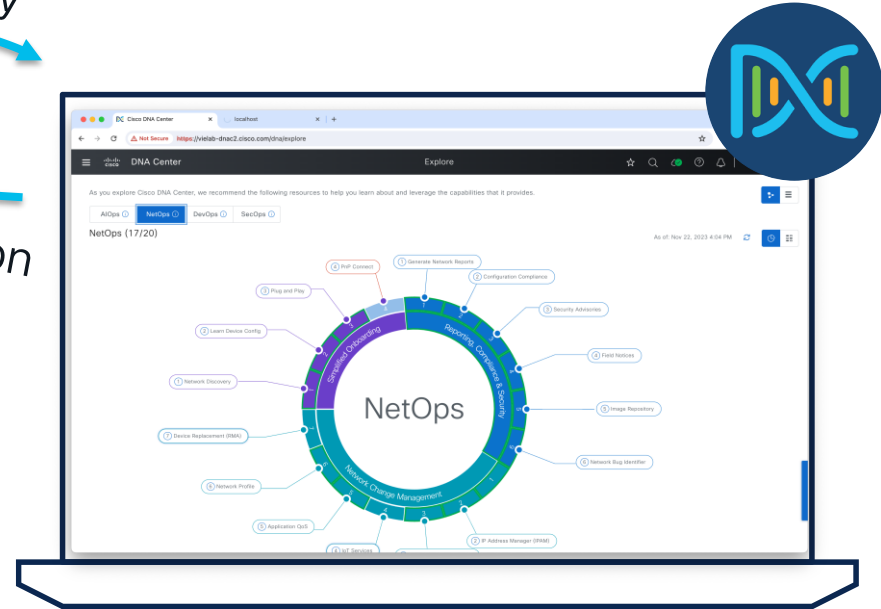 y
on
Cisco DNA Center
localhost
Not Secure
https://vielab-dnac2.cisco.com/dna/explore
CISCO
DNA Center
Explore
As you explore Cisco DNA Center, we recommend the following resources to help you learn about and leverage the capabilities that it provides.
AIOps
NetOps
DevOps
SecOps
NetOps (17/20)
As of: Nov 22, 2023 4:04 PM
4 PnP Connect
1 Generate Network Reports
2 Configuration Compliance
3 Plug and Play
3 Security Advisories
2 Learn Device Config
4 Field Notices
1 Network Discovery
5 Image Repository
7 Device Replacement (RMA)
6 Network Bug Identifier
6 Network Profile
5 Application QoS
2 IP Address Manager (IPAM)
4 IoT Services
Simplified Onboarding
Reporting, Compliance & Security
Network Change Management
NetOps